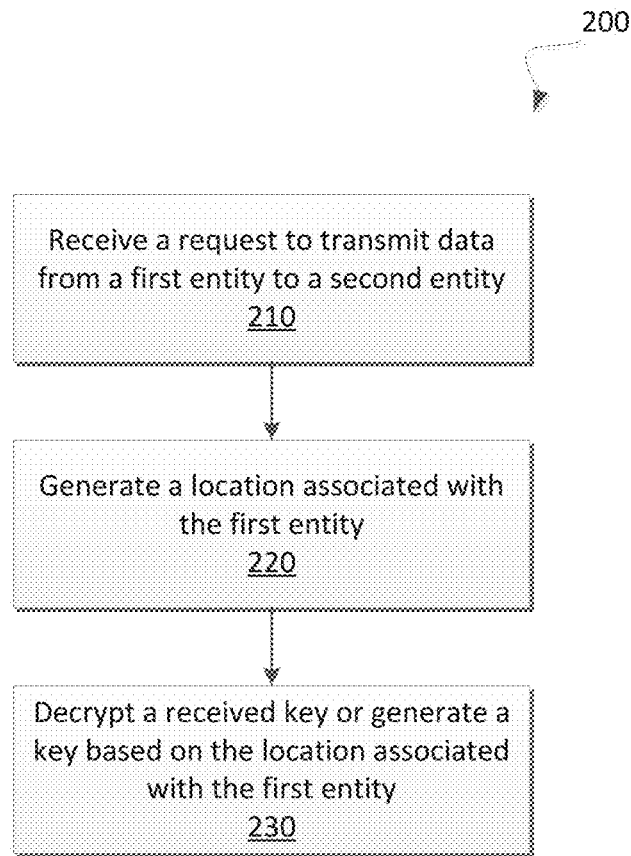 200
Receive a request to transmit data
from a first entity to a second entity
210
Generate a location associated with
the first entity
220
Decrypt a received key or generate a
key based on the location associated
with the first entity
230